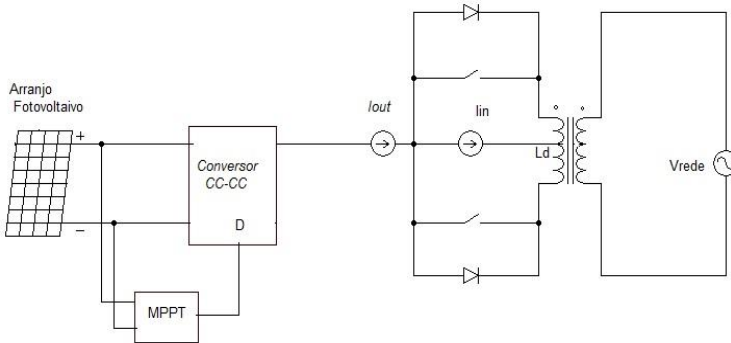 Arranjo
Fotovoltaivo
+
Iout
Iin
Conversor
CC-CC
Ld
Vrede
D
–
MPPT